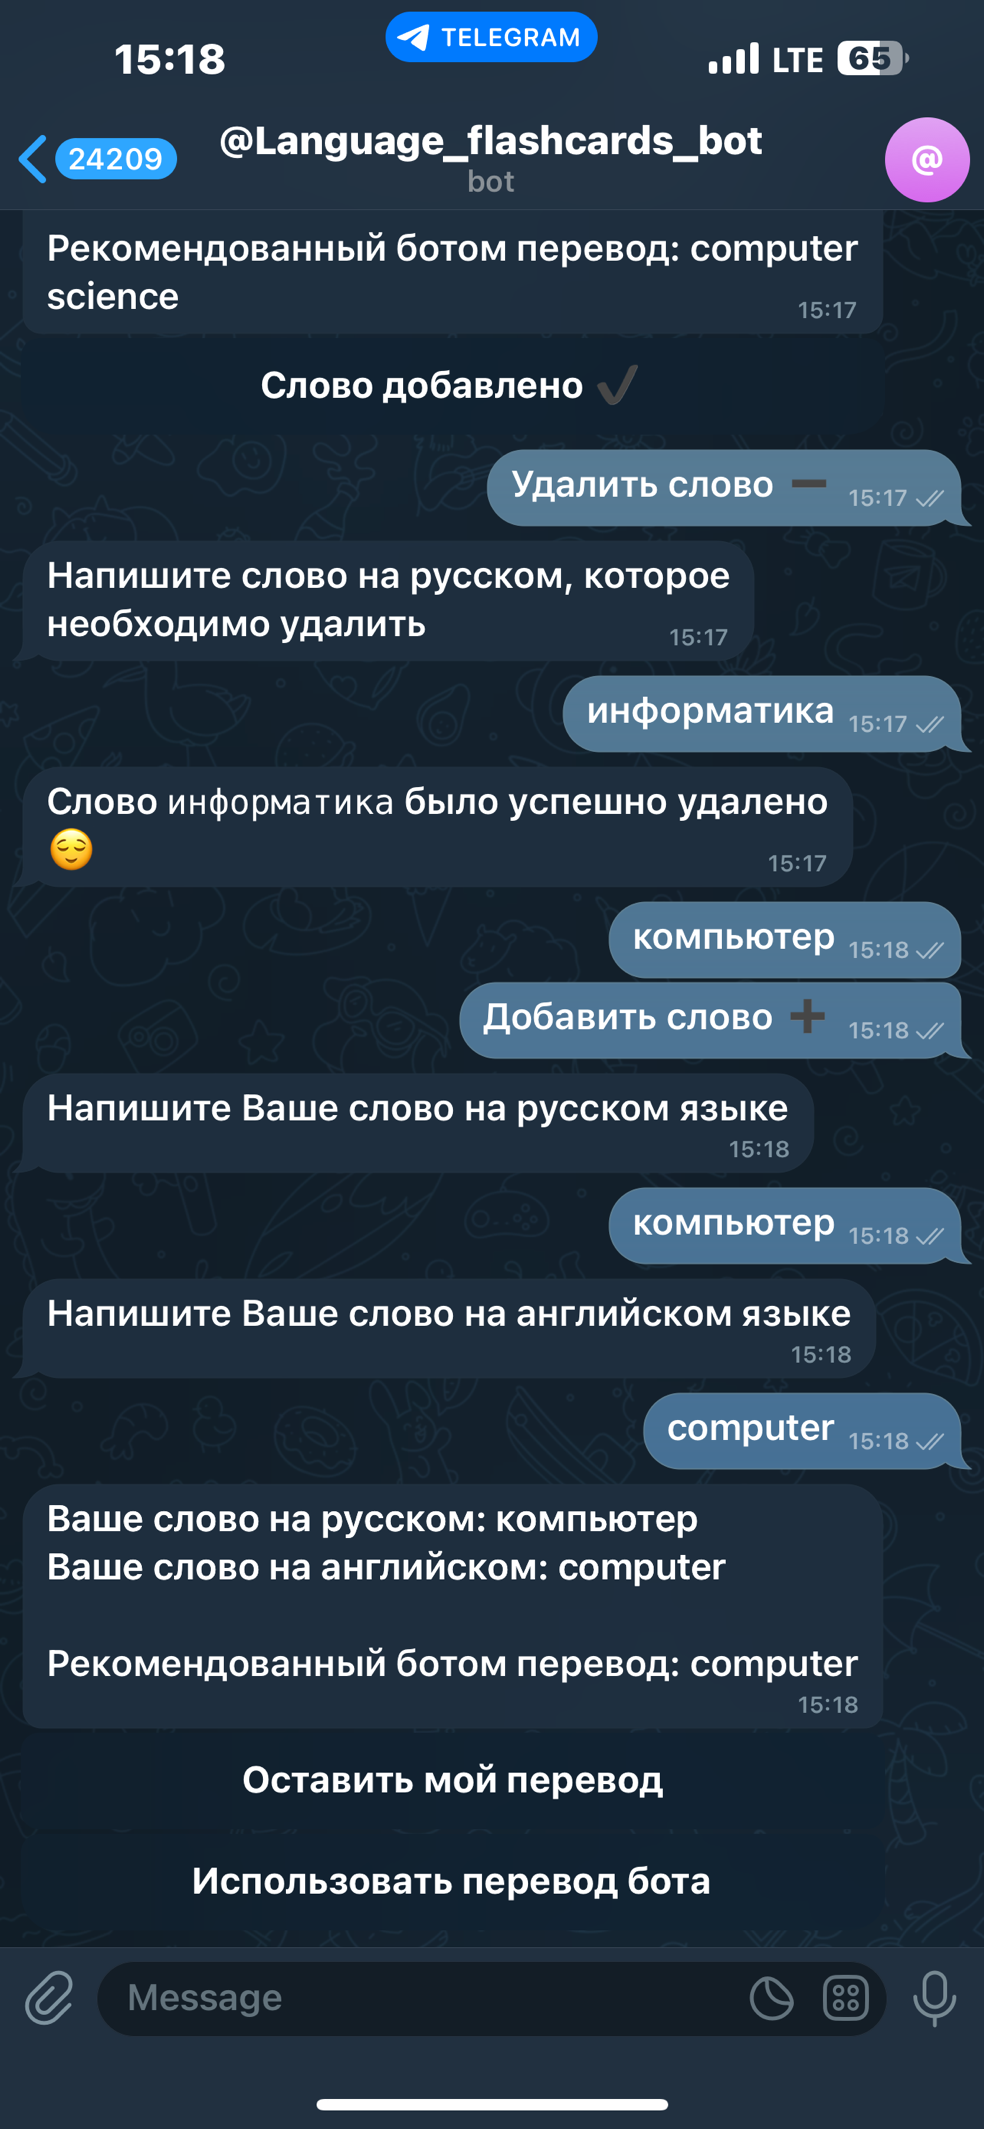 15:18
TELEGRAM
LTE
65
24209
@Language_flashcards_bot
bot
@
Рекомендованный ботом перевод: computer
science
15:17
Слово добавлено ✔
Удалить слово ➖ 15:17
Напишите слово на русском, которое
необходимо удалить
15:17
информатика 15:17
Слово информатика было успешно удалено
😌
15:17
компьютер 15:18
Добавить слово ➕ 15:18
Напишите Ваше слово на русском языке
15:18
компьютер 15:18
Напишите Ваше слово на английском языке
15:18
computer 15:18
Ваше слово на русском: компьютер
Ваше слово на английском: computer
Рекомендованный ботом перевод: computer
15:18
Оставить мой перевод
Использовать перевод бота
Message